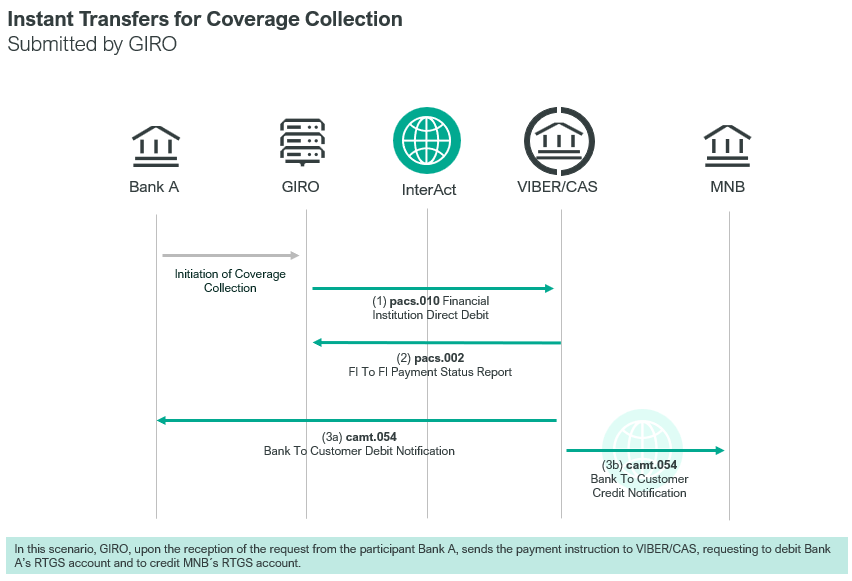 Instant Transfers for Coverage Collection
Submitted by GIRO
Bank A
GIRO
InterAct
VIBER/CAS
MNB
Initiation of Coverage
Collection
(1) pacs.010 Financial
Institution Direct Debit
(2) pacs.002
FI To FI Payment Status Report
(3a) camt.054
Bank To Customer Debit Notification
(3b) camt.054
Bank To Customer
Credit Notification
In this scenario, GIRO, upon the reception of the request from the participant Bank A, sends the payment instruction to VIBER/CAS, requesting to debit Bank
A's RTGS account and to credit MNB´s RTGS account.